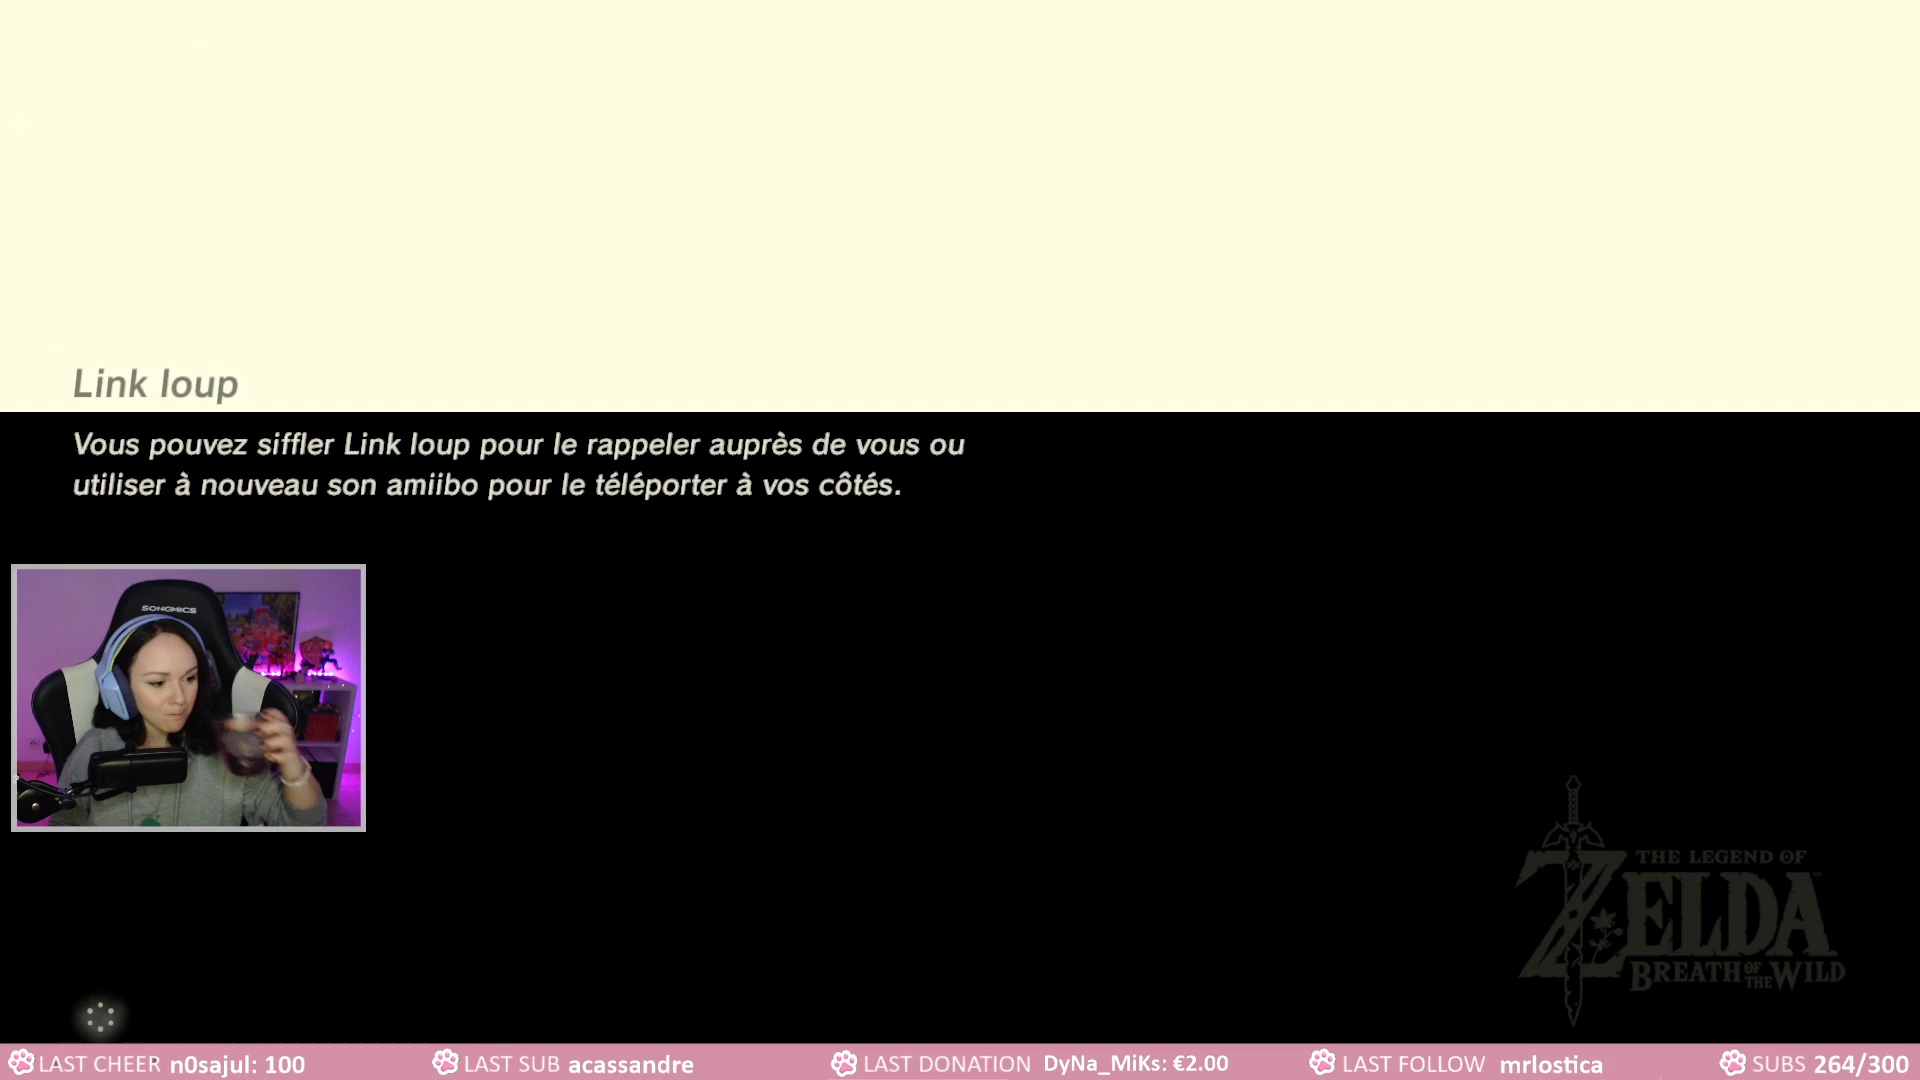 Link loup
Vous pouvez siffler Link loup pour le rappeler auprès de vous ou
utiliser à nouveau son amiibo pour le téléporter à vos côtés.
SONGMICS
THE LEGEND OF
ZELDA
BREATH OF THE WILD
LAST CHEER n0sajul: 100
LAST SUB acassandre
LAST DONATION DyNa_MiKs: €2.00
LAST FOLLOW mrlostica
SUBS 264/300